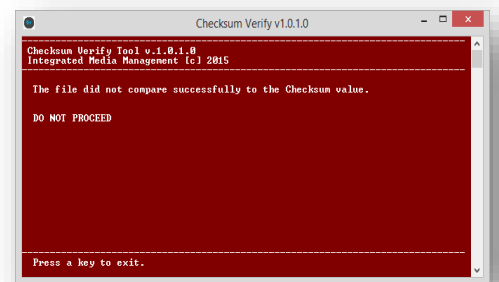 Checksum Verify v1.0.1.0
Checksum Verify Tool v.1.0.1.0
Integrated Media Management [c] 2015
The file did not compare successfully to the Checksum value.
DO NOT PROCEED
Press a key to exit.